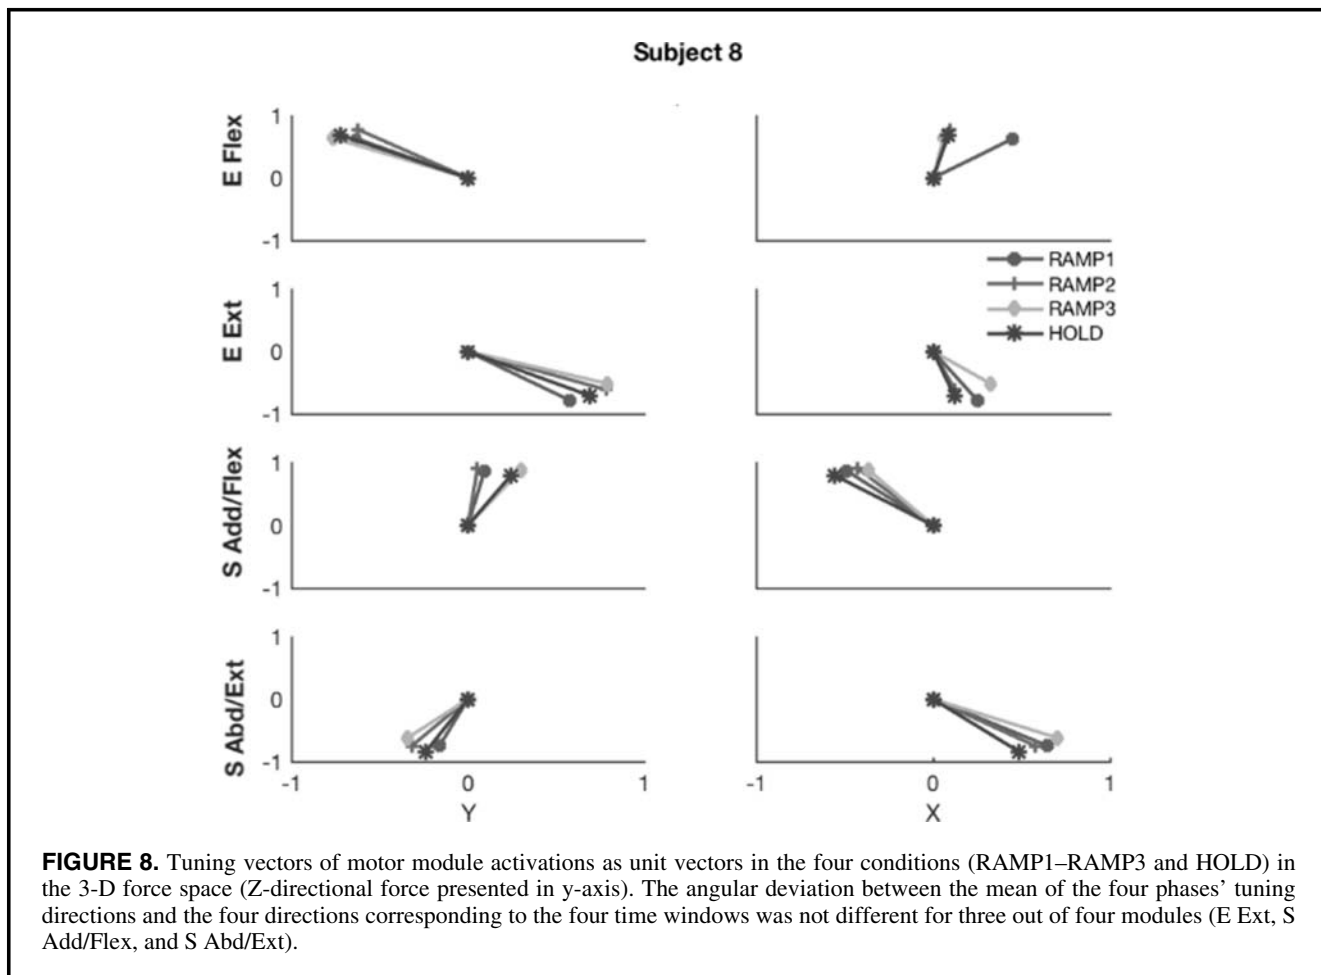 Subject 8
E Flex
1
0
-1
E Ext
1
0
-1
RAMP1
RAMP2
RAMP3
HOLD
S Add/Flex
1
0
-1
S Abd/Ext
1
0
-1
-1 0 1
Y
-1 0 1
X
FIGURE 8. Tuning vectors of motor module activations as unit vectors in the four conditions (RAMP1–RAMP3 and HOLD) in
the 3-D force space (Z-directional force presented in y-axis). The angular deviation between the mean of the four phases' tuning
directions and the four directions corresponding to the four time windows was not different for three out of four modules (E Ext, S
Add/Flex, and S Abd/Ext).